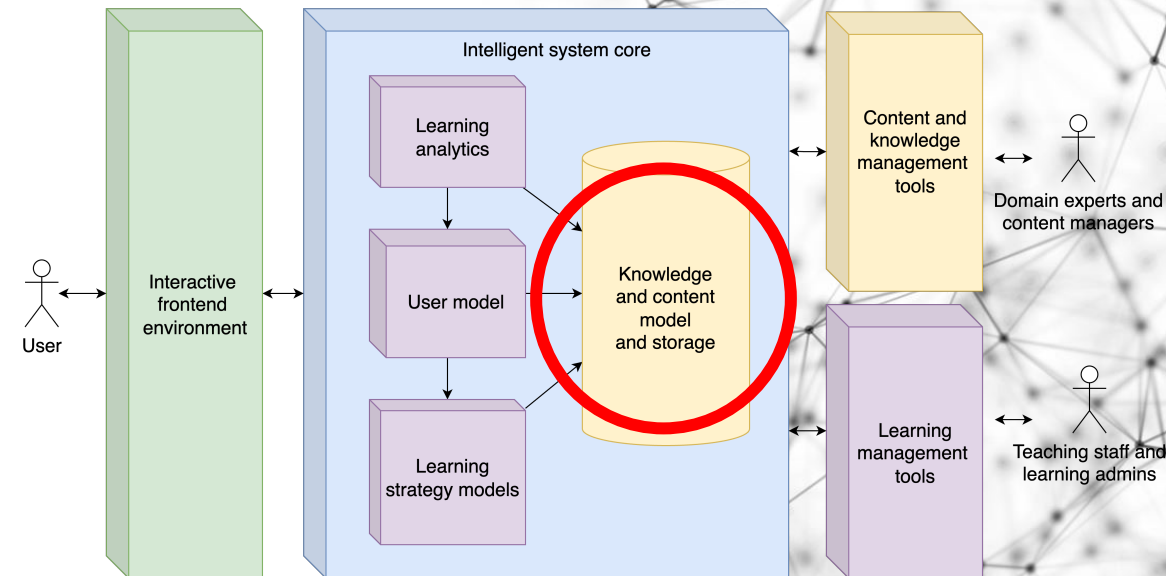 Intelligent system core
Learning
analytics
User model
Learning
strategy models
Knowledge
and content
model
and storage
Interactive
frontend
environment
User
Content and
knowledge
management
tools
Domain experts and
content managers
Learning
management
tools
Teaching staff and
learning admins